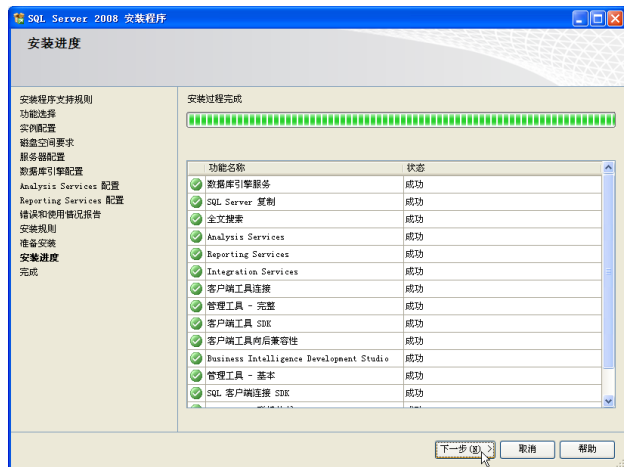 SQL Server 2008 安装程序
安装进度
安装程序支持规则
功能选择
实例配置
磁盘空间要求
服务器配置
数据库引擎配置
Analysis Services 配置
Reporting Services 配置
错误和使用情况报告
安装规则
准备安装
安装进度
完成
安装过程完成
功能名称 状态
数据库引擎服务 成功
SQL Server 复制 成功
全文搜索 成功
Analysis Services 成功
Reporting Services 成功
Integration Services 成功
客户端工具连接 成功
管理工具 - 完整 成功
客户端工具 SDK 成功
客户端工具向后兼容性 成功
Business Intelligence Development Studio 成功
管理工具 - 基本 成功
SQL 客户端连接 SDK 成功
下一步(N) > 取消 帮助